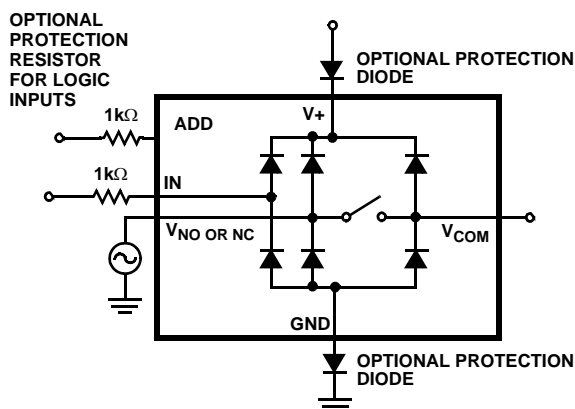 OPTIONAL
PROTECTION
RESISTOR
FOR LOGIC
INPUTS
OPTIONAL PROTECTION
DIODE
1kΩ
ADD
V+
1kΩ
IN
VNO OR NC
VCOM
GND
OPTIONAL PROTECTION
DIODE